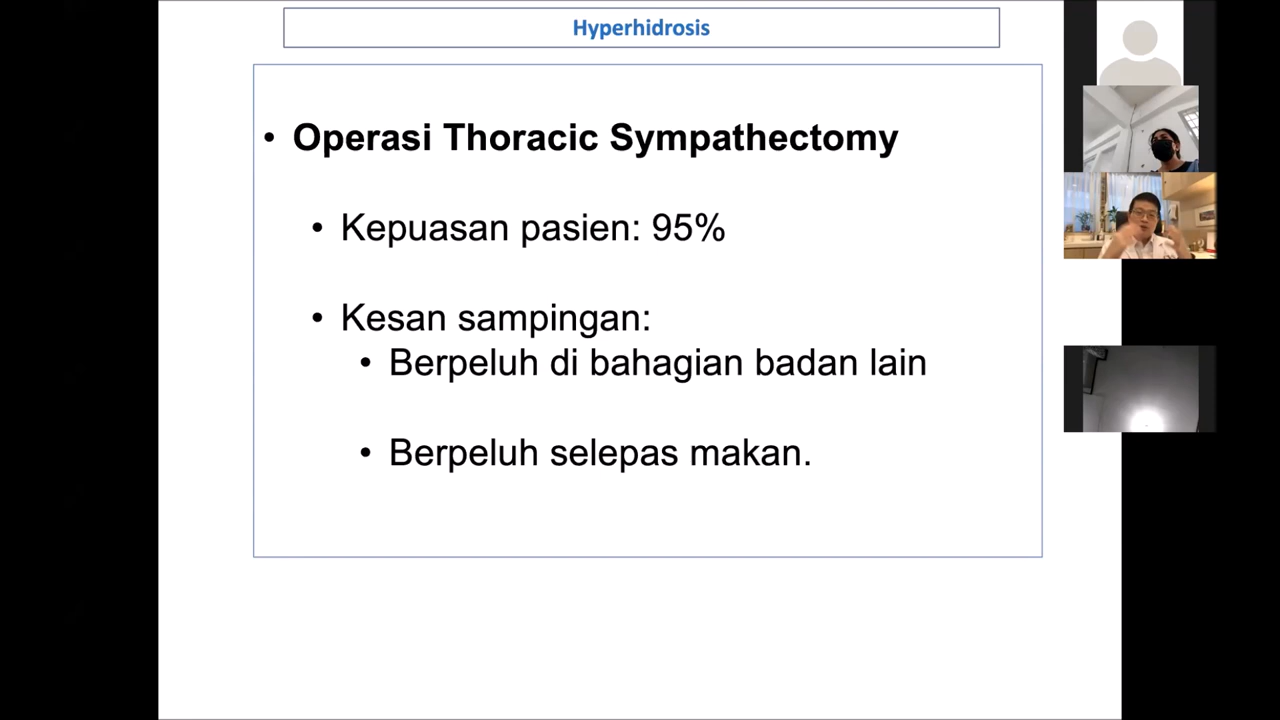 Hyperhidrosis
• Operasi Thoracic Sympathectomy
• Kepuasan pasien: 95%
• Kesan sampingan:
• Berpeluh di bahagian badan lain
• Berpeluh selepas makan.